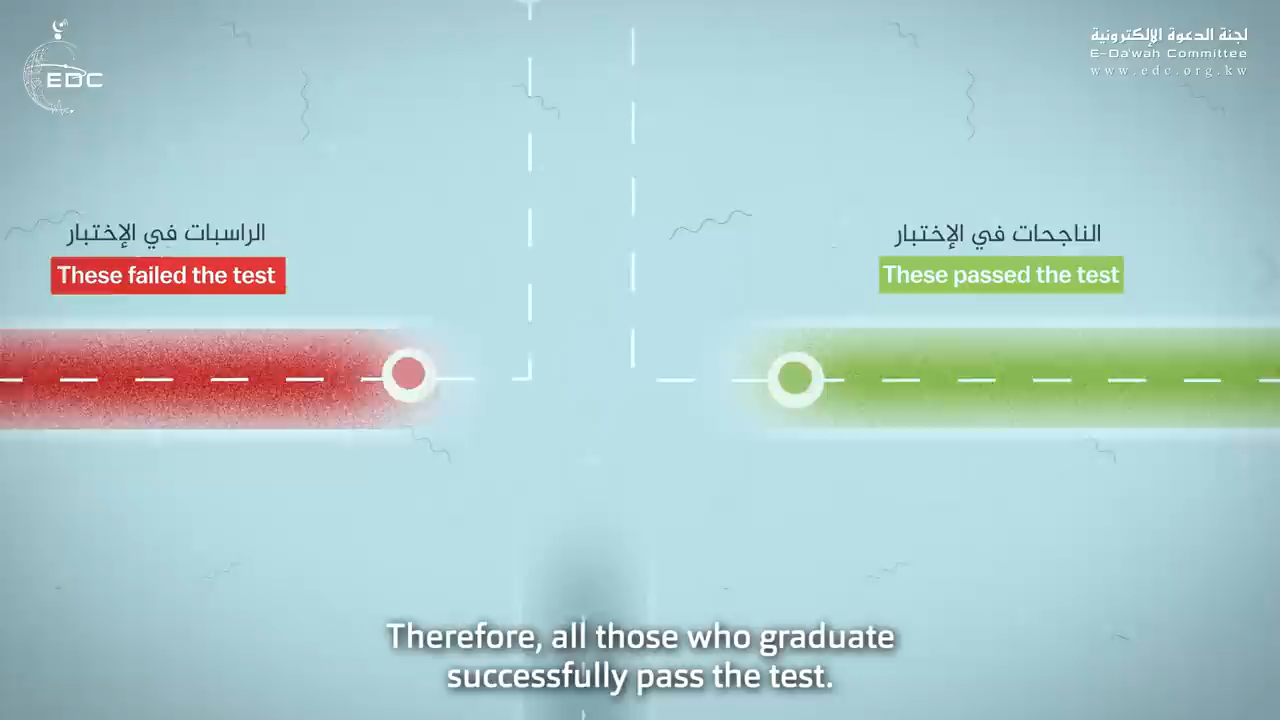 EDC
لجنة الدعوة الإلكترونية
E-Da'wah Committee
www.edc.org.kw
الراسبات في الإختبار
These failed the test
الناجحات في الإختبار
These passed the test
Therefore, all those who graduate
successfully pass the test.